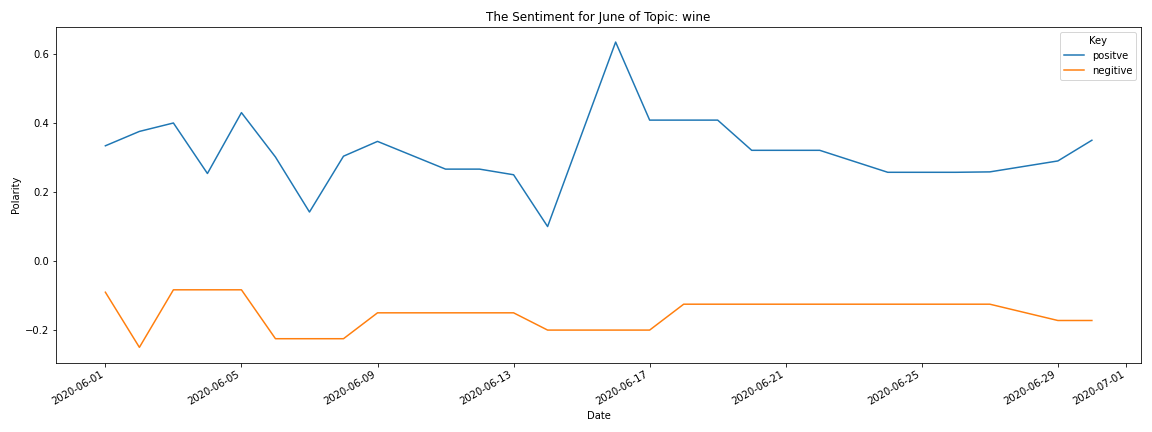 The Sentiment for June of Topic: wine
Key
positve
negitive
Polarity
0.6
0.4
0.2
0.0
−0.2
2020-06-01
2020-06-05
2020-06-09
2020-06-13
2020-06-17
2020-06-21
2020-06-25
2020-06-29
2020-07-01
Date